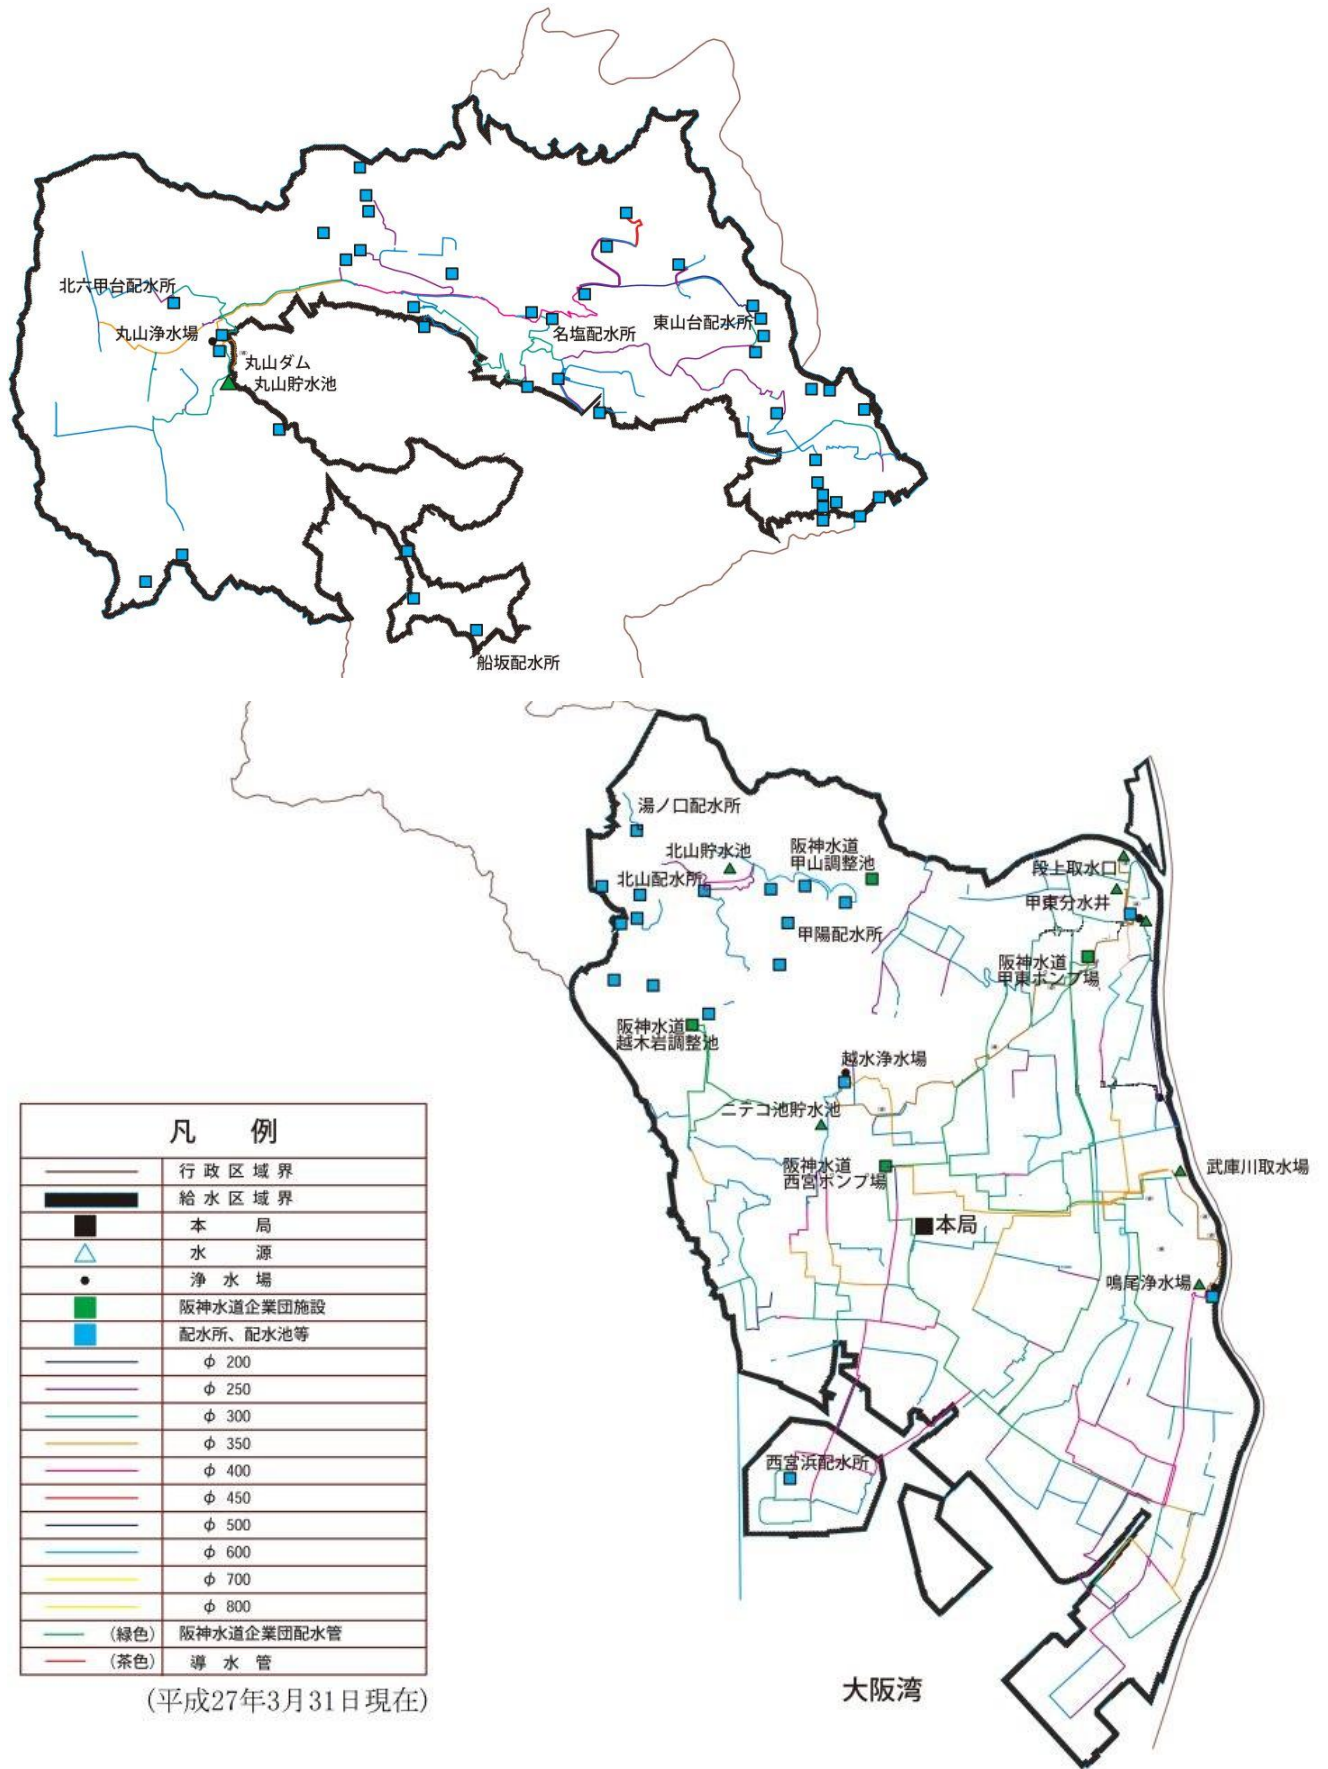 北六甲台配水所
丸山浄水場
丸山ダム
丸山貯水池
名塩配水所
東山台配水所
船坂配水所
湯ノ口配水所
北山貯水池
阪神水道
甲山調整池
北山配水所
段上取水口
甲東分水井
甲陽配水所
阪神水道
甲東ポンプ場
阪神水道
越木岩調整池
越水浄水場
ニテコ池貯水池
阪神水道
西宮ポンプ場
武庫川取水場
本局
鳴尾浄水場
西宮浜配水所
大阪湾
凡 例
行政区域界
給水区域界
本 局
水 源
浄水場
阪神水道企業団施設
配水所、配水池等
φ 200
φ 250
φ 300
φ 350
φ 400
φ 450
φ 500
φ 600
φ 700
φ 800
(緑色) 阪神水道企業団配水管
(茶色) 導水管
(平成27年3月31日現在)